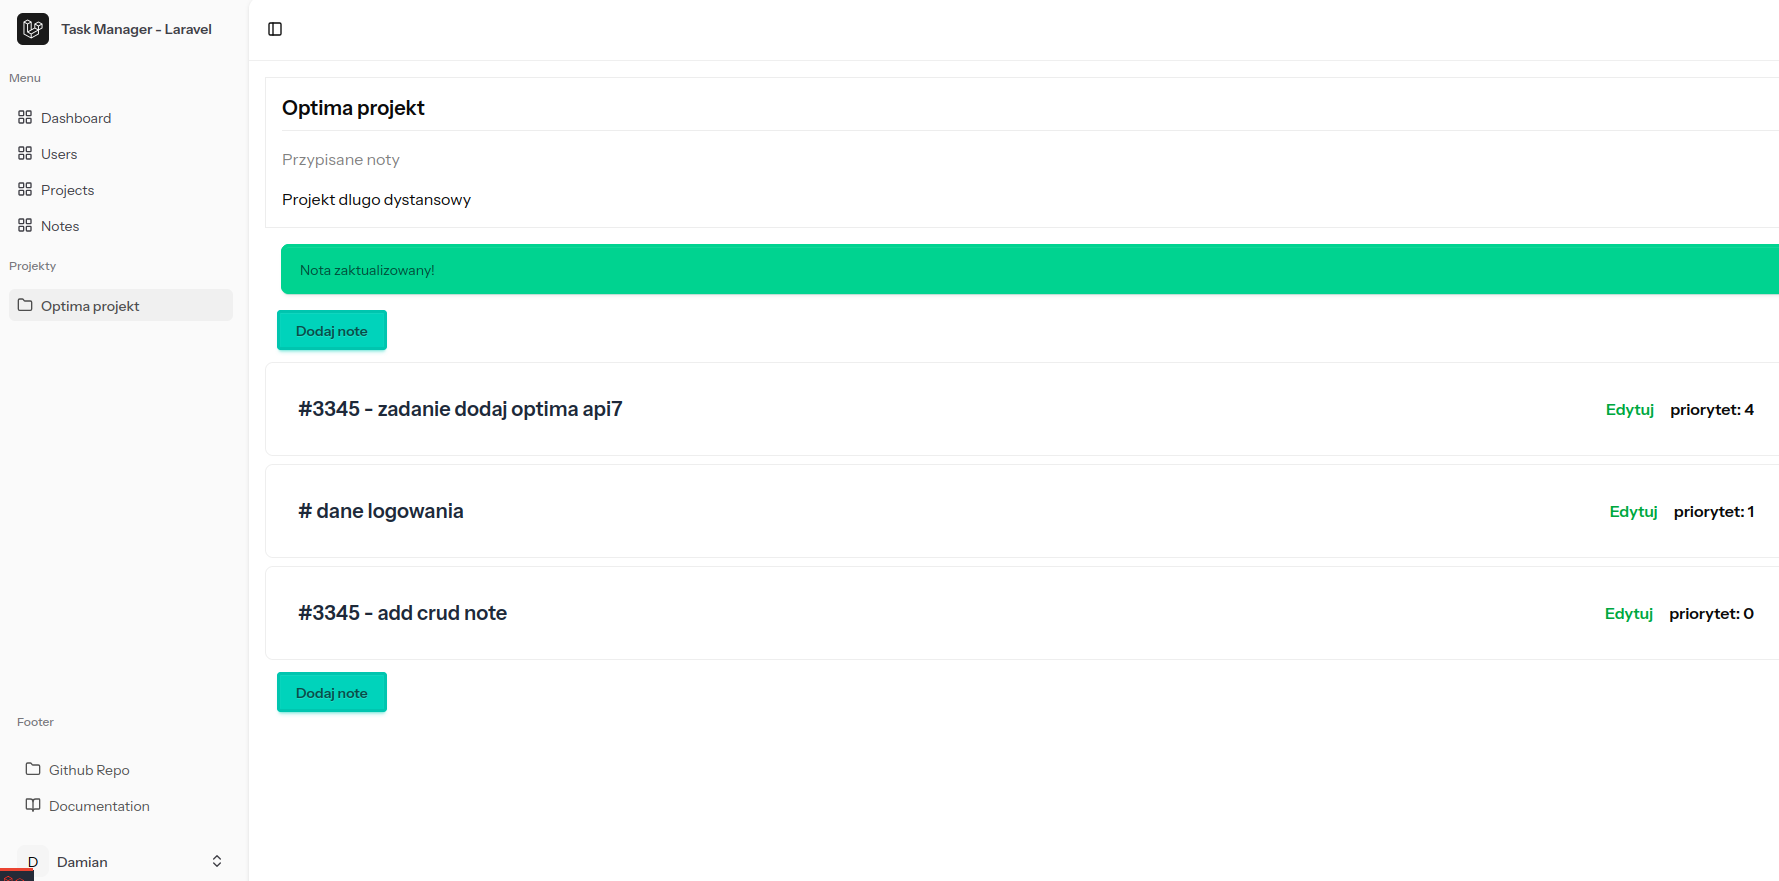 Task Manager - Laravel
Menu
Dashboard
Users
Projects
Notes
Projekty
Optima projekt
Footer
Github Repo
Documentation
D Damian
Optima projekt
Przypisane noty
Projekt dlugo dystansowy
Nota zaktualizowany!
Dodaj note
#3345 - zadanie dodaj optima api7 Edytuj priorytet: 4
# dane logowania Edytuj priorytet: 1
#3345 - add crud note Edytuj priorytet: 0
Dodaj note